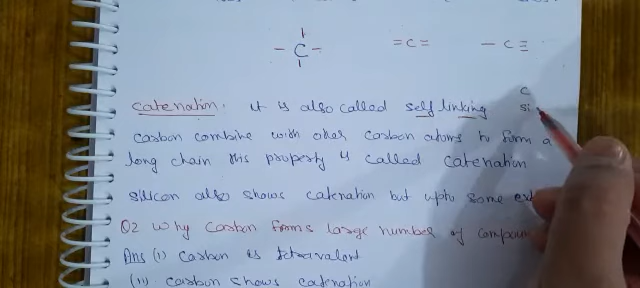 -C- =C= -C≡
C
Si
Catenation: it is also called self linking
Carbon combine with other carbon atoms to form a
long chain this property is called catenation
silicon also shows catenation but upto some
Q2 Why Carbon forms large number of
Ans (i) Carbon is tetravalent
(ii) Carbon shows catenation